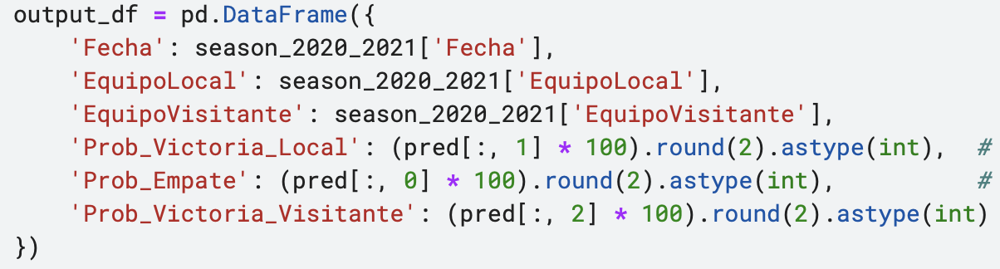 output_df = pd.DataFrame({
    'Fecha': season_2020_2021['Fecha'],
    'EquipoLocal': season_2020_2021['EquipoLocal'],
    'EquipoVisitante': season_2020_2021['EquipoVisitante'],
    'Prob_Victoria_Local': (pred[:, 1] * 100).round(2).astype(int),  #
    'Prob_Empate': (pred[:, 0] * 100).round(2).astype(int),          #
    'Prob_Victoria_Visitante': (pred[:, 2] * 100).round(2).astype(int)
})